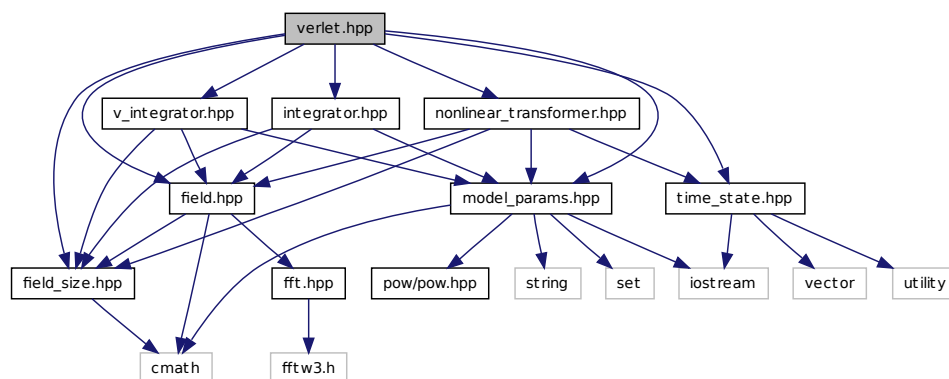 verlet.hpp
v_integrator.hpp
integrator.hpp
nonlinear_transformer.hpp
field.hpp
model_params.hpp
time_state.hpp
field_size.hpp
fft.hpp
pow/pow.hpp
string
set
iostream
vector
utility
cmath
fftw3.h